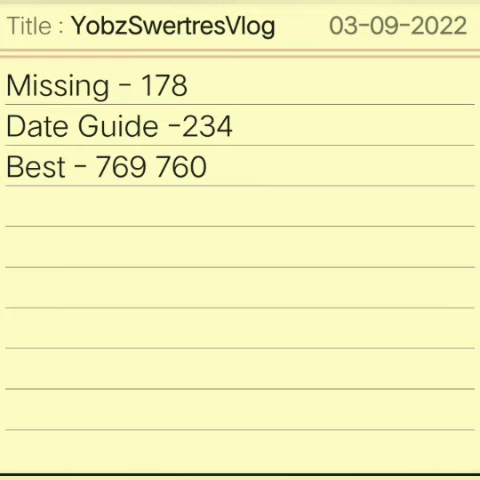 Title : YobzSwertresVlog 03-09-2022
Missing - 178
Date Guide -234
Best - 769 760